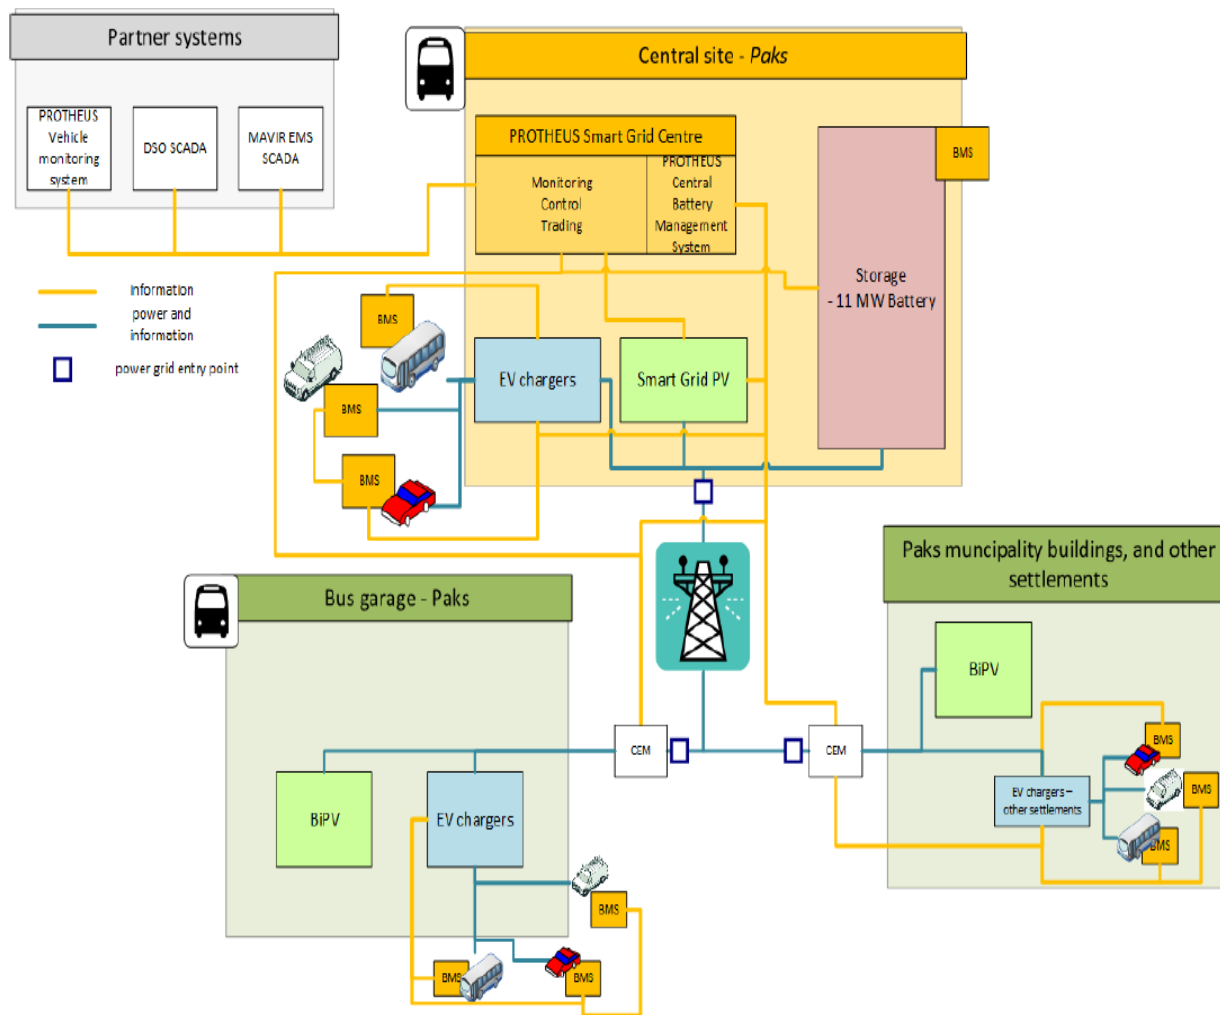 Partner systems
PROTHEUS
Vehicle
monitoring
system
DSO SCADA
MAVIR EMS
SCADA
Central site - Paks
PROTHEUS Smart Grid Centre
Monitoring
Control
Trading
PROTHEUS
Central
Battery
Management
System
BMS
Storage
- 11 MW Battery
information
power and
information
power grid entry point
BMS
BMS
BMS
EV chargers
Smart Grid PV
Bus garage - Paks
Paks muncipality buildings, and other
settlements
BiPV
CEM
CEM
BMS
BMS
BMS
EV chargers –
other settlements
BiPV
EV chargers
BMS
BMS
BMS